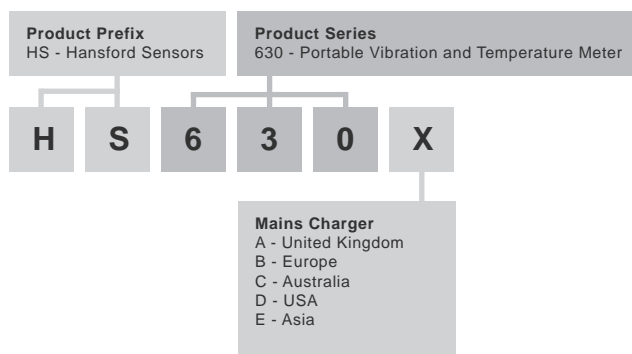 Product Prefix
HS - Hansford Sensors
Product Series
630 - Portable Vibration and Temperature Meter
H S 6 3 0 X
Mains Charger
A - United Kingdom
B - Europe
C - Australia
D - USA
E - Asia